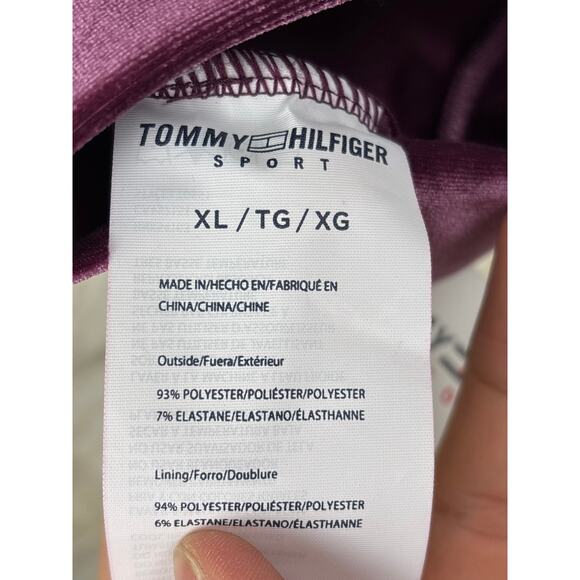 TOMMY HILFIGER
SPORT
XL / TG / XG
MADE IN/HECHO EN/FABRIQUÉ EN
CHINA/CHINA/CHINE
Outside/Fuera/Extérieur
93% POLYESTER/POLIÉSTER/POLYESTER
7% ELASTANE/ELASTANO/ÉLASTHANNE
Lining/Forro/Doublure
94% POLYESTER/POLIÉSTER/POLYESTER
6% ELASTANE/ELASTANO/ÉLASTHANNE